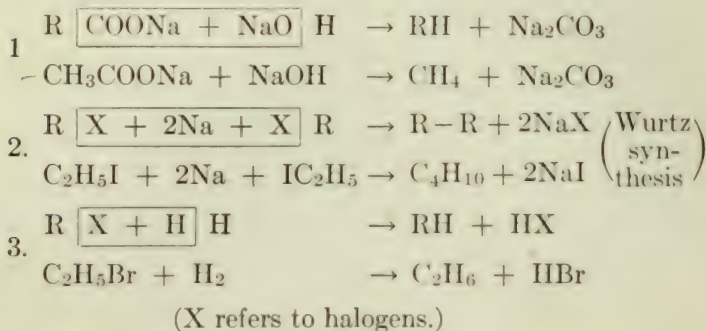 1
R COONa + NaO H → RH + Na₂CO₃
CH₃COONa + NaOH → CH₄ + Na₂CO₃
2.
R X + 2Na + X R → R–R + 2NaX (Wurtz
syn-
C₂H₅I + 2Na + IC₂H₅ → C₄H₁₀ + 2NaI thesis)
3.
R X + H H → RH + HX
C₂H₅Br + H₂ → C₂H₆ + HBr
(X refers to halogens.)